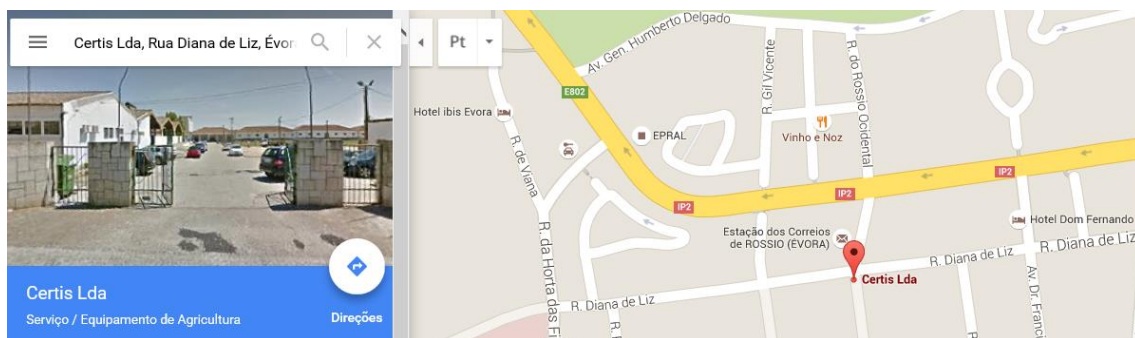 Certis Lda, Rua Diana de Liz, Évor
Pt
Certis Lda
Serviço / Equipamento de Agricultura
Direções
Av. Gen. Humberto Delgado
R. Gil Vicente
R. do Rossio Ocidental
E802
Hotel ibis Evora
EPRAL
Vinho e Noz
R. de Viana
IP2
IP2
IP2
Hotel Dom Fernando
Estação dos Correios
de ROSSIO (ÉVORA)
R. da Horta das Fi
R. Diana de Liz
R. Diana de Liz
Certis Lda
R. Diana de Liz
Av. Dr. Franci
R. F